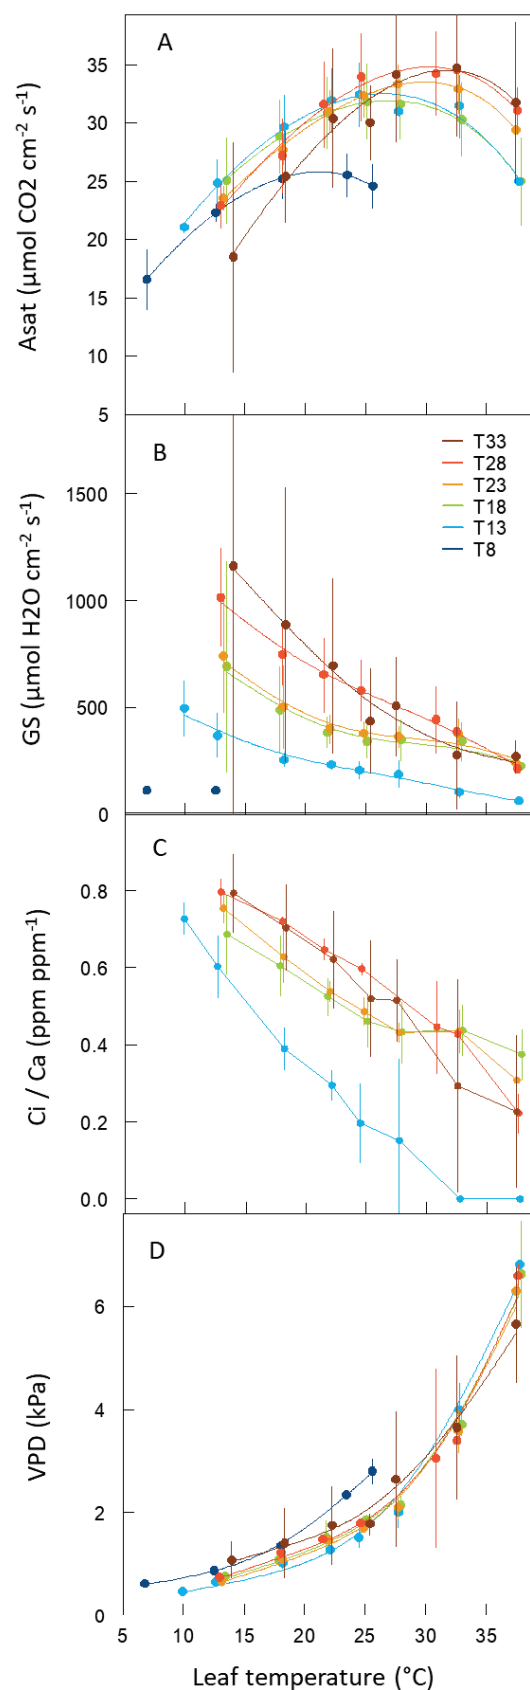 A
35
30
25
20
15
10
5
Asat (µmol CO2 cm⁻² s⁻¹)
B
T33
T28
T23
T18
T13
T8
1500
1000
500
0
GS (µmol H2O cm⁻² s⁻¹)
C
0.8
0.6
0.4
0.2
0.0
Ci / Ca (ppm ppm⁻¹)
D
6
4
2
0
VPD (kPa)
5 10 15 20 25 30 35
Leaf temperature (°C)